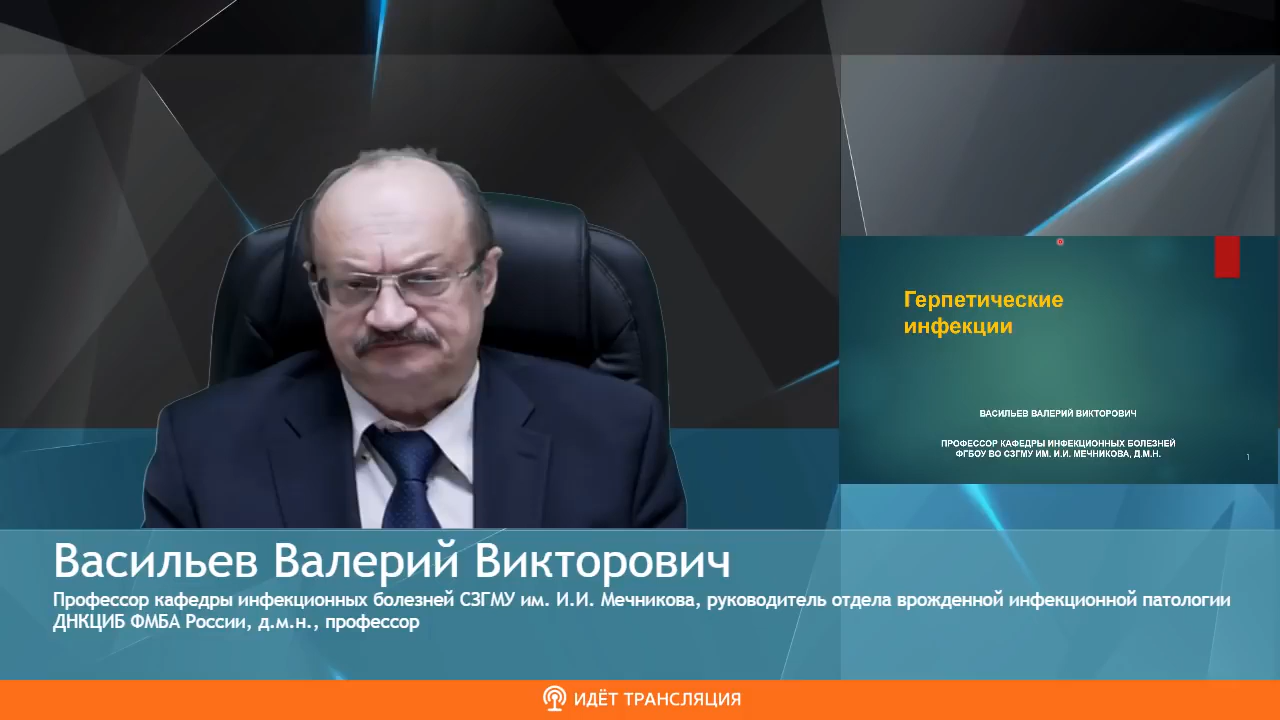 Герпетические
инфекции
ВАСИЛЬЕВ ВАЛЕРИЙ ВИКТОРОВИЧ
ПРОФЕССОР КАФЕДРЫ ИНФЕКЦИОННЫХ БОЛЕЗНЕЙ
ФГБОУ ВО СЗГМУ ИМ. И.И. МЕЧНИКОВА, Д.М.Н.
1
Васильев Валерий Викторович
Профессор кафедры инфекционных болезней СЗГМУ им. И.И. Мечникова, руководитель отдела врожденной инфекционной патологии
ДНКЦИБ ФМБА России, д.м.н., профессор
ИДЁТ ТРАНСЛЯЦИЯ